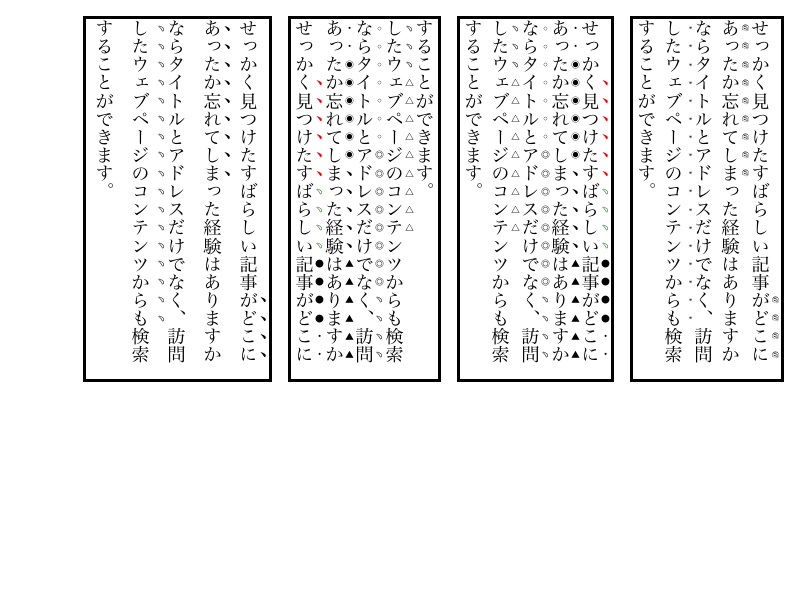 せっかく見つけたすばらしい記事がどこに
あったか忘れてしまった経験はありますか
ならタイトルとアドレスだけでなく、訪問
したウェブページのコンテンツからも検索
することができます。
せっかく見つけたすばらしい記事がどこに
あったか忘れてしまった経験はありますか
ならタイトルとアドレスだけでなく、訪問
したウェブページのコンテンツからも検索
することができます。
せっかく見つけたすばらしい記事がどこに
あったか忘れてしまった経験はありますか
ならタイトルとアドレスだけでなく、訪問
したウェブページのコンテンツからも検索
することができます。
せっかく見つけたすばらしい記事がどこに
あったか忘れてしまった経験はありますか
ならタイトルとアドレスだけでなく、訪問
したウェブページのコンテンツからも検索
することができます。